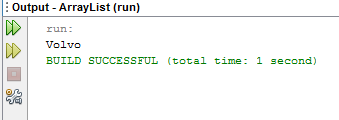 Output - ArrayList (run)
run:
Volvo
BUILD SUCCESSFUL (total time: 1 second)